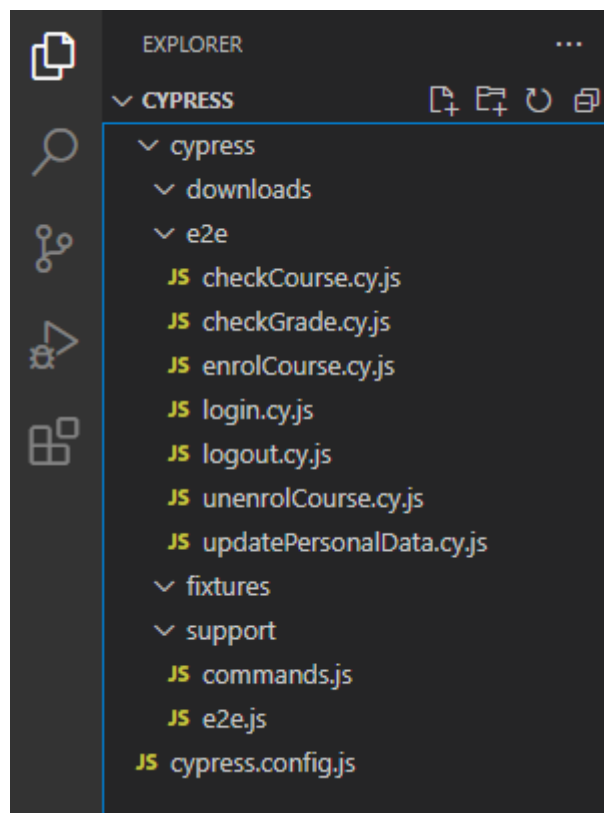 EXPLORER ...
CYPRESS
cypress
downloads
e2e
JS checkCourse.cy.js
JS checkGrade.cy.js
JS enrolCourse.cy.js
JS login.cy.js
JS logout.cy.js
JS unenrolCourse.cy.js
JS updatePersonalData.cy.js
fixtures
support
JS commands.js
JS e2e.js
JS cypress.config.js